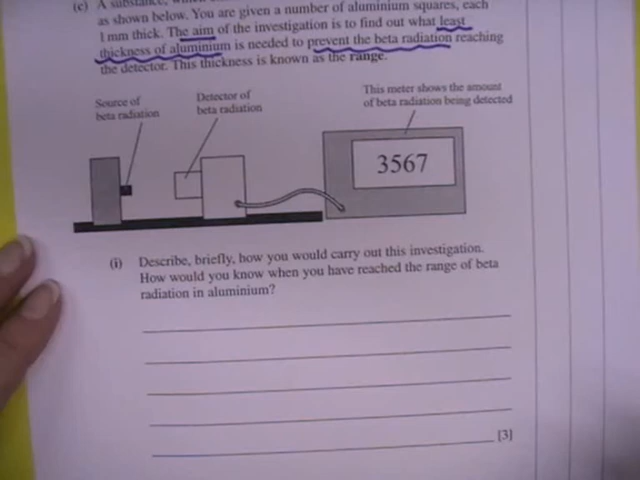 (c) A substance, which
as shown below. You are given a number of aluminium squares, each
1 mm thick. The aim of the investigation is to find out what least
thickness of aluminium is needed to prevent the beta radiation reaching
the detector. This thickness is known as the range.
Source of
beta radiation
Detector of
beta radiation
This meter shows the amount
of beta radiation being detected
3567
(i) Describe, briefly, how you would carry out this investigation.
How would you know when you have reached the range of beta
radiation in aluminium?
[3]